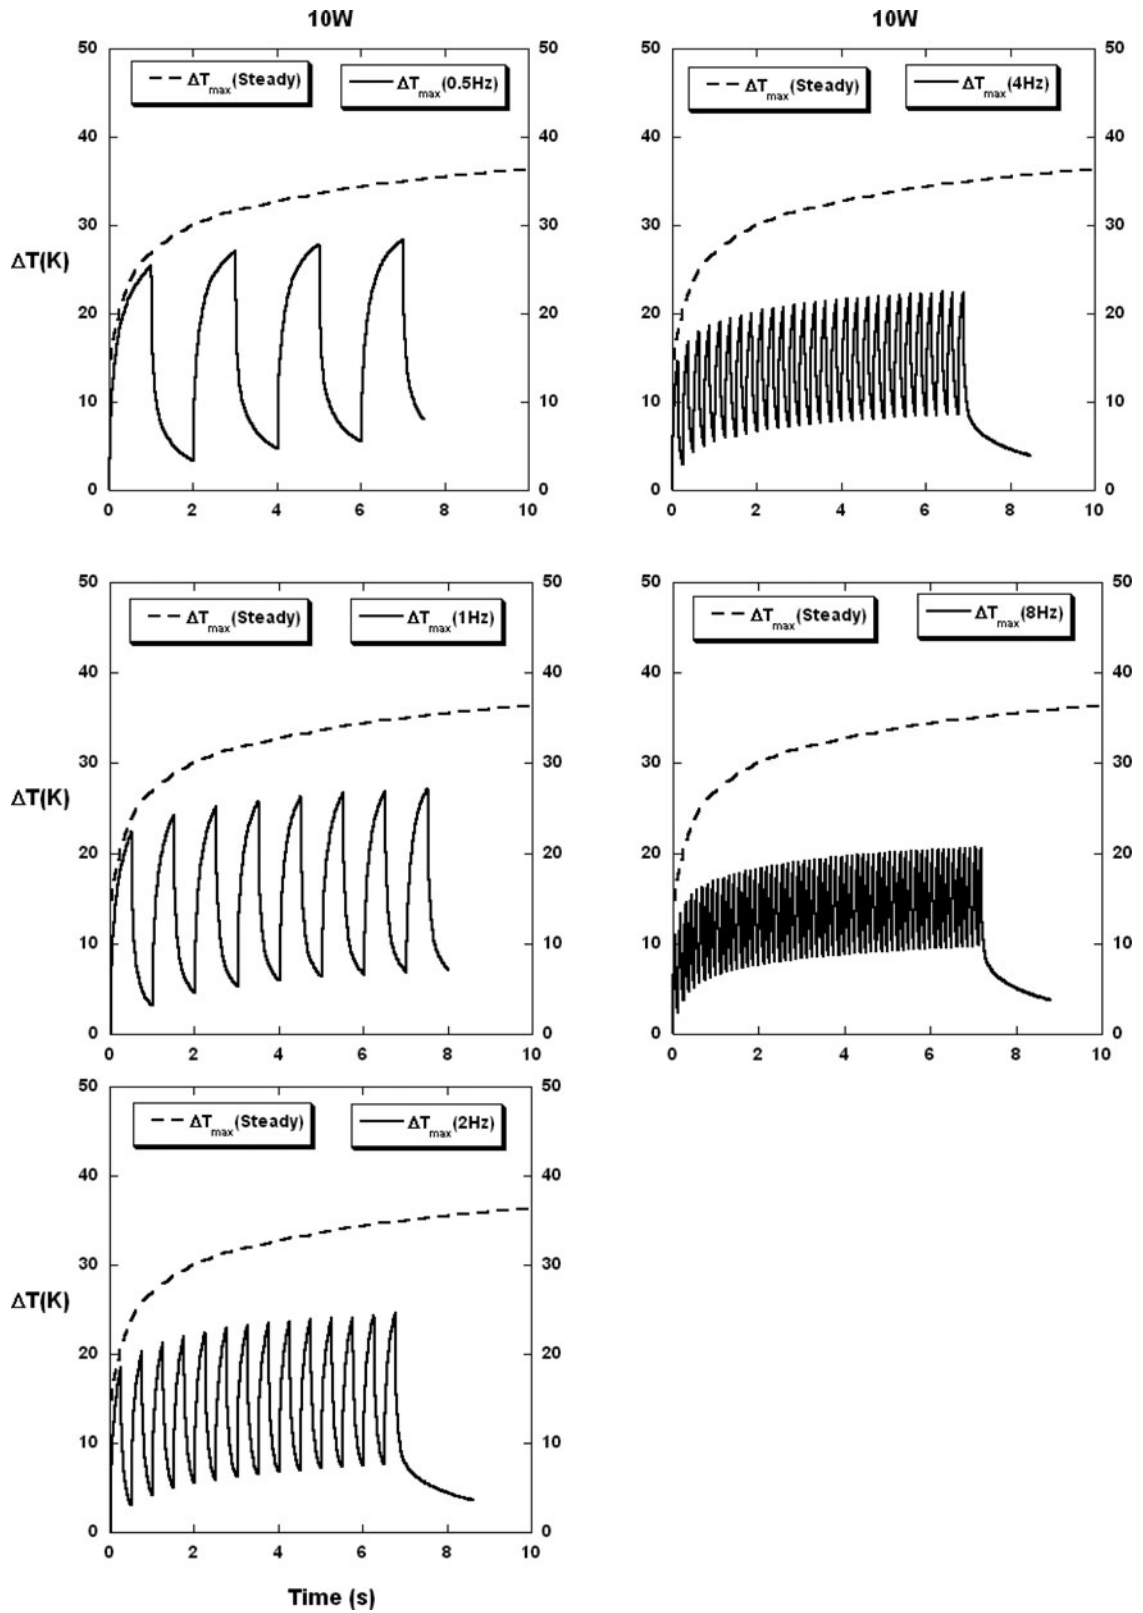 10W
50 50
ΔTmax(Steady) ΔTmax(0.5Hz)
40 40
30 30
ΔT(K)
20 20
10 10
0 0
0 2 4 6 8 10
10W
50 50
ΔTmax(Steady) ΔTmax(4Hz)
40 40
30 30
20 20
10 10
0 0
0 2 4 6 8 10
50 50
ΔTmax(Steady) ΔTmax(1Hz)
40 40
30 30
ΔT(K)
20 20
10 10
0 0
0 2 4 6 8 10
50 50
ΔTmax(Steady) ΔTmax(8Hz)
40 40
30 30
20 20
10 10
0 0
0 2 4 6 8 10
50 50
ΔTmax(Steady) ΔTmax(2Hz)
40 40
30 30
ΔT(K)
20 20
10 10
0 0
0 2 4 6 8 10
Time (s)